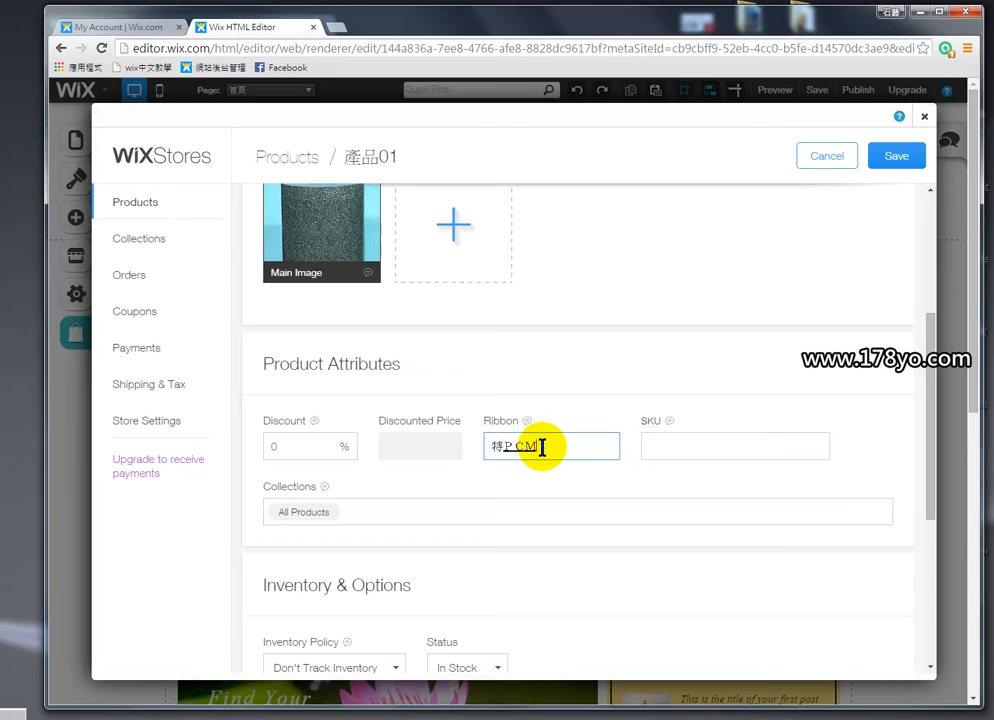 石蓋
My Account | Wix.com
Wix HTML Editor
editor.wix.com/html/editor/web/renderer/edit/144a836a-7ee8-4766-afe8-8828dc9617bf?metaSiteId=cb9cbff9-52eb-4cc0-b5fe-d14570dc3ae9&edi
應用程式
wix中文教學
網站後台管理
Facebook
WiX
Page: 首頁
Quick Find
Preview
Save
Publish
Upgrade
WiXStores
Products / 產品01
Cancel
Save
Products
Collections
Orders
Coupons
Payments
Shipping & Tax
Store Settings
Upgrade to receive
payments
Main Image
www.178yo.com
Product Attributes
Discount
Discounted Price
Ribbon
SKU
0 %
特P C M
Collections
All Products
Inventory & Options
Inventory Policy
Status
Don't Track Inventory
In Stock
Find Your
This is the title of your first post